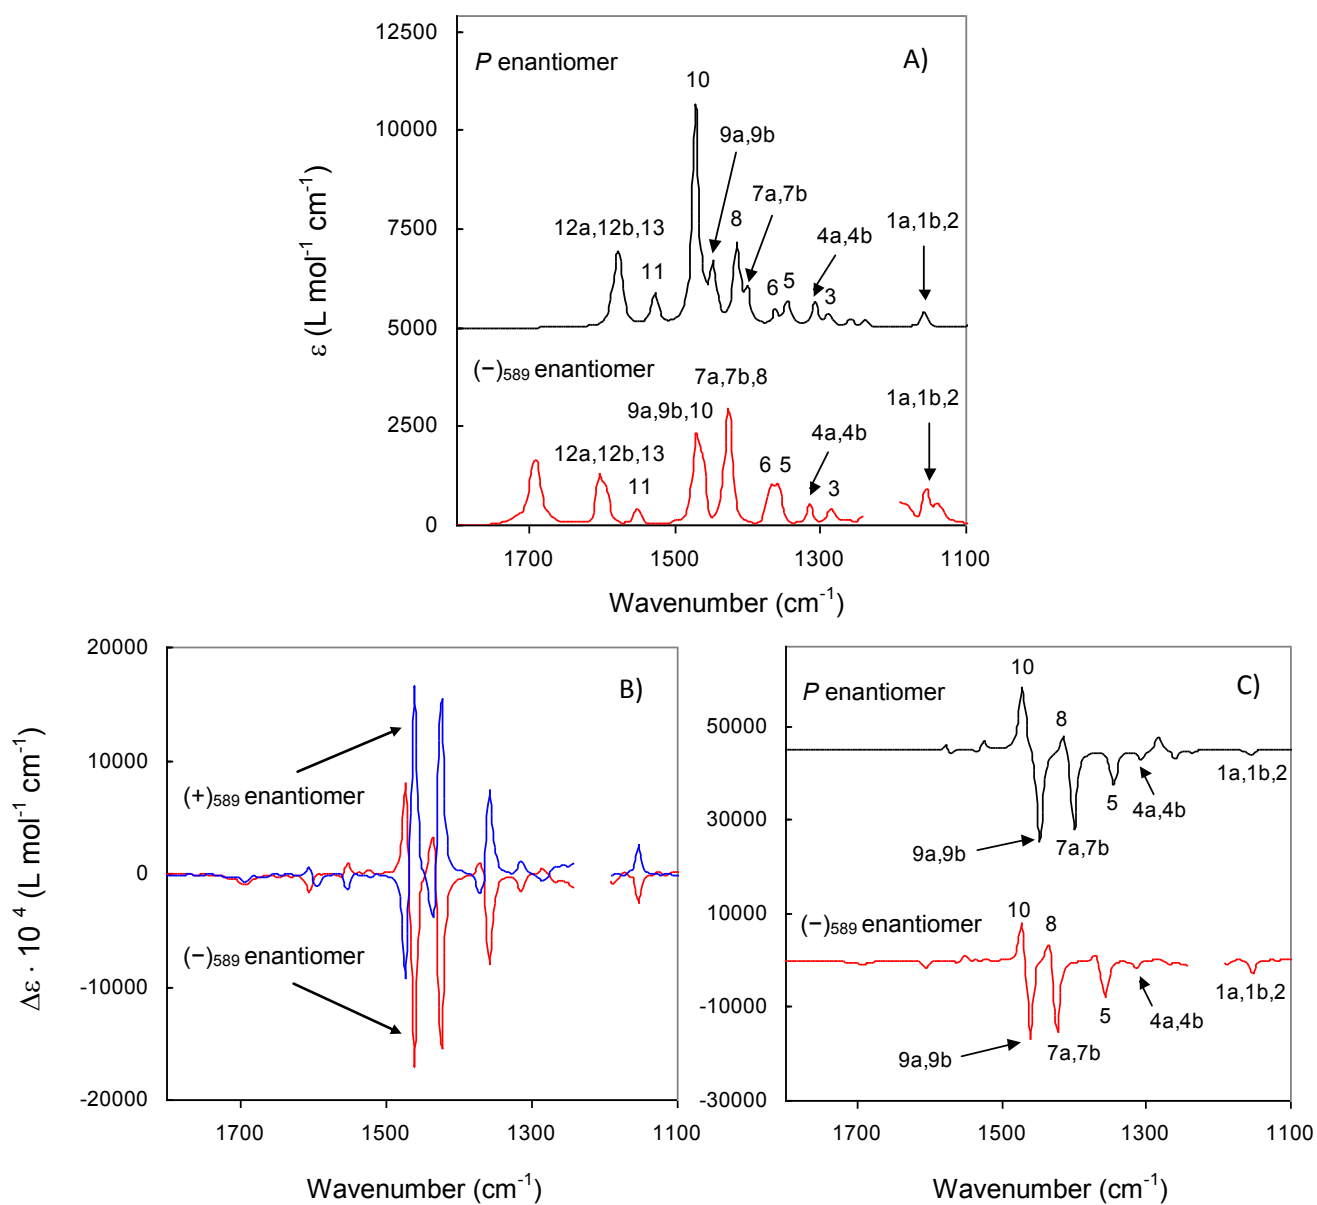 12500
P enantiomer
A)
10
10000
9a,9b
7a,7b
7500
12a,12b,13
8
1a,1b,2
4a,4b
11
6 5
3
5000
ε (L mol⁻¹ cm⁻¹)
(−)₅₈₉ enantiomer
7a,7b,8
2500
9a,9b,10
1a,1b,2
12a,12b,13
4a,4b
6 5
11
3
0
1700 1500 1300 1100
Wavenumber (cm⁻¹)
20000
B)
10000
(+)₅₈₉ enantiomer
0
(−)₅₈₉ enantiomer
-10000
-20000
Δε · 10 ⁴ (L mol⁻¹ cm⁻¹)
1700 1500 1300 1100
Wavenumber (cm⁻¹)
10
P enantiomer
C)
50000
8
1a,1b,2
5
4a,4b
30000
9a,9b
7a,7b
10000
10
(−)₅₈₉ enantiomer
8
-10000
1a,1b,2
5
4a,4b
9a,9b
7a,7b
-30000
1700 1500 1300 1100
Wavenumber (cm⁻¹)